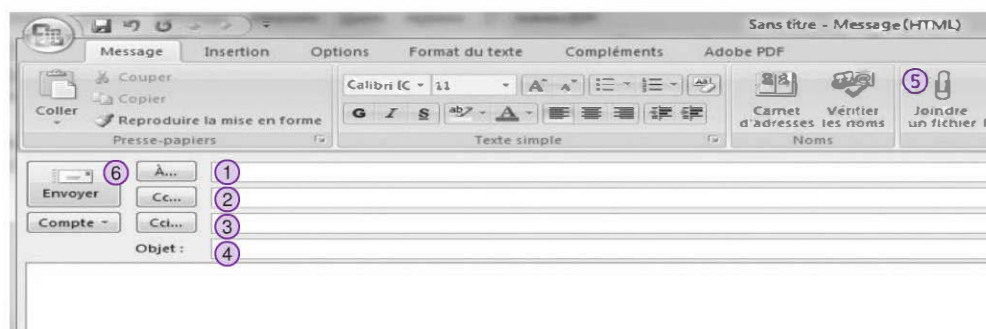 Sans titre - Message (HTML)
Message Insertion Options Format du texte Compléments Adobe PDF
Coller
Couper
Copier
Reproduire la mise en forme
Presse-papiers
Calibri (C 11
G I S ab A
Texte simple
Carnet d'adresses
Vérifier les noms
Noms
5
Joindre
un fichier
6
Envoyer
À... 1
Cc... 2
Compte Cci... 3
Objet : 4